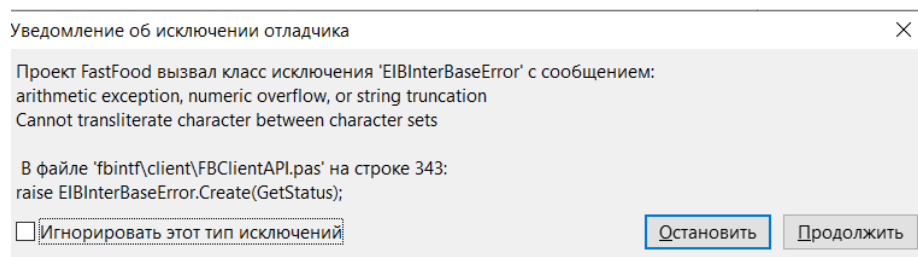 Уведомление об исключении отладчика
Проект FastFood вызвал класс исключения 'EIBInterBaseError' с сообщением:
arithmetic exception, numeric overflow, or string truncation
Cannot transliterate character between character sets
В файле 'fbintf\client\FBClientAPI.pas' на строке 343:
raise EIBInterBaseError.Create(GetStatus);
Игнорировать этот тип исключений
Остановить
Продолжить